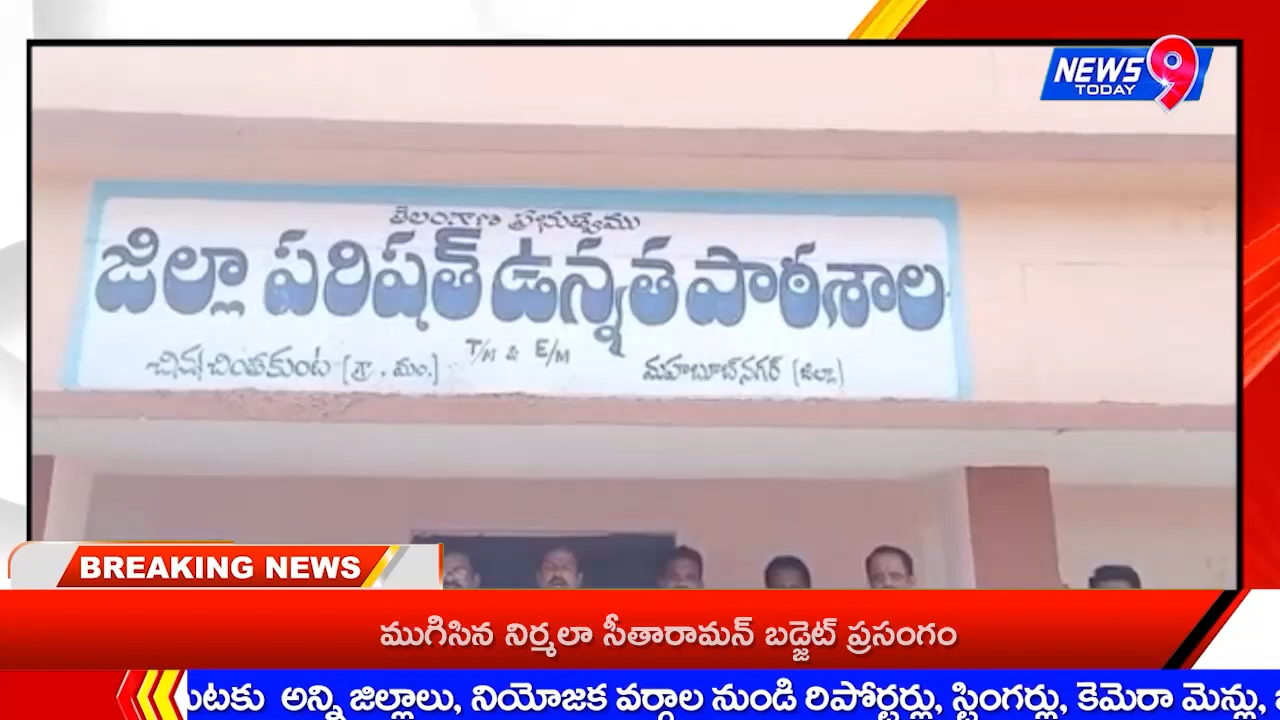 NEWS 9
TODAY
తెలంగాణ ప్రభుత్వము
జిల్లా పరిషత్ ఉన్నత పాఠశాల
T/M & E/M
చిన్న చింతకుంట (గ్రా. మం.) మహబూబ్‌నగర్ (జిల్లా)
BREAKING NEWS
ముగిసిన నిర్మలా సీతారామన్ బడ్జెట్ ప్రసంగం
అన్ని జిల్లాలు, నియోజక వర్గాల నుండి రిపోర్టర్లు, స్టింగర్లు, కెమెరా మెన్లు,